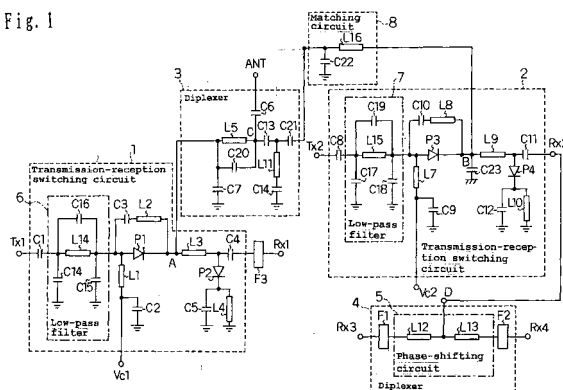 Fig. 1
Matching
circuit
8
L16
C22
ANT
3
Diplexer
C6
L5
C
C13
C21
C20
L11
C7
C14
7
2
C19
C10
L8
Tx2
C8
L15
P3
B
L9
C11
Rx2
C17
C18
L7
C23
P4
C9
C12
L10
Low-pass
filter
Transmission-recep-
tion switching
circuit
Vc2
D
1
Transmission-reception
switching circuit
6
C16
C3
L2
Tx1
C1
L14
P1
A
L3
C4
Rx1
F3
C14
C15
L1
P2
C2
C5
L4
Low-pass
filter
Vc1
4
5
Rx3
F1
L12
L13
F2
Rx4
Phase-shifting
circuit
Diplexer